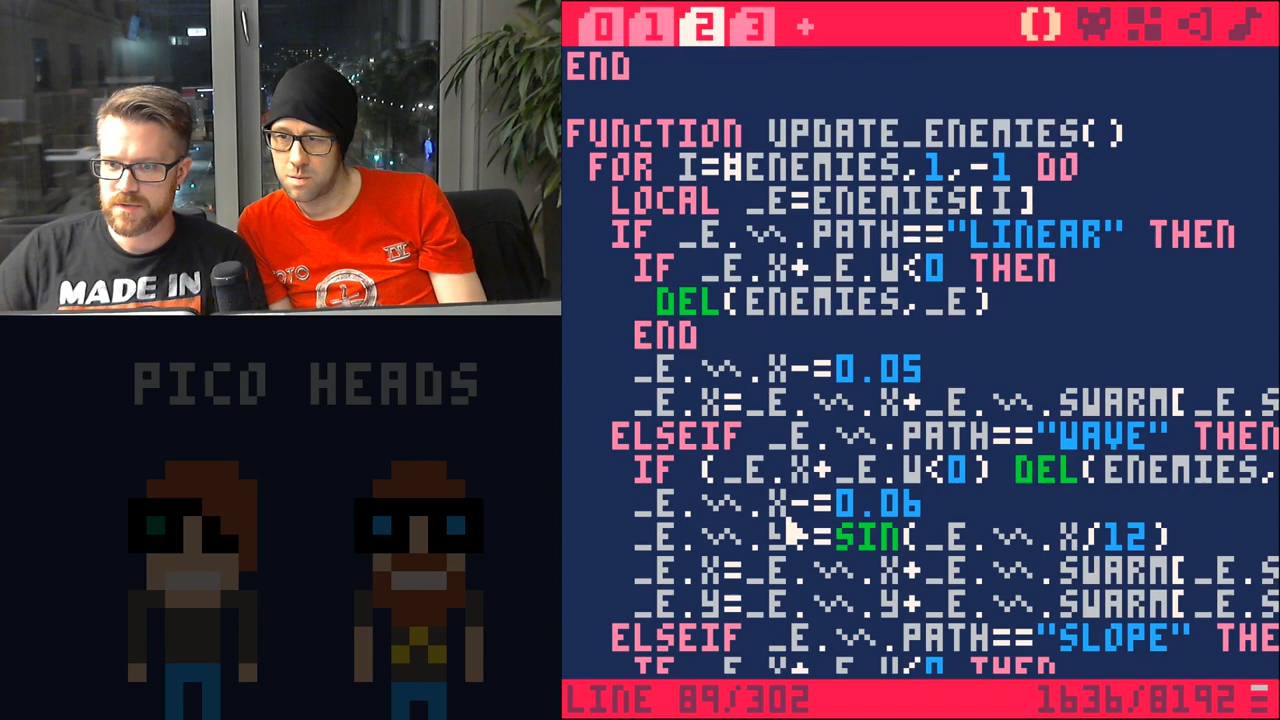 0 1 2 3 +
END
FUNCTION UPDATE_ENEMIES()
FOR I=#ENEMIES,1,-1 DO
LOCAL _E=ENEMIES[I]
IF _E.〰.PATH=="LINEAR" THEN
IF _E.X+_E.W<0 THEN
DEL(ENEMIES,_E)
END
_E.〰.X-=0.05
_E.X=_E.〰.X+_E.〰.SWARM[_E.S
ELSEIF _E.〰.PATH=="WAVE" THEN
IF (_E.X+_E.W<0) DEL(ENEMIES,
_E.〰.X-=0.06
_E.〰.Y=SIN(_E.〰.X/12)
_E.X=_E.〰.X+_E.〰.SWARM[_E.S
_E.Y=_E.〰.Y+_E.〰.SWARM[_E.S
ELSEIF _E.〰.PATH=="SLOPE" THE
LINE 89/302 1636/8192
MADE IN
PICO HEADS